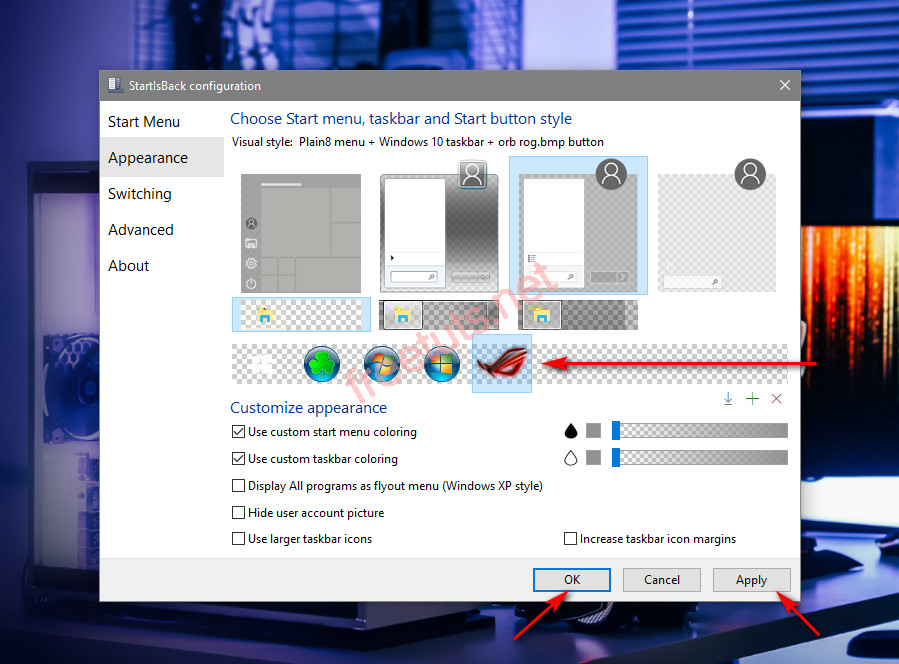 StartIsBack configuration
Start Menu
Appearance
Switching
Advanced
About
Choose Start menu, taskbar and Start button style
Visual style: Plain8 menu + Windows 10 taskbar + orb rog.bmp button
freetuts.net
Customize appearance
Use custom start menu coloring
Use custom taskbar coloring
Display All programs as flyout menu (Windows XP style)
Hide user account picture
Use larger taskbar icons
Increase taskbar icon margins
OK
Cancel
Apply